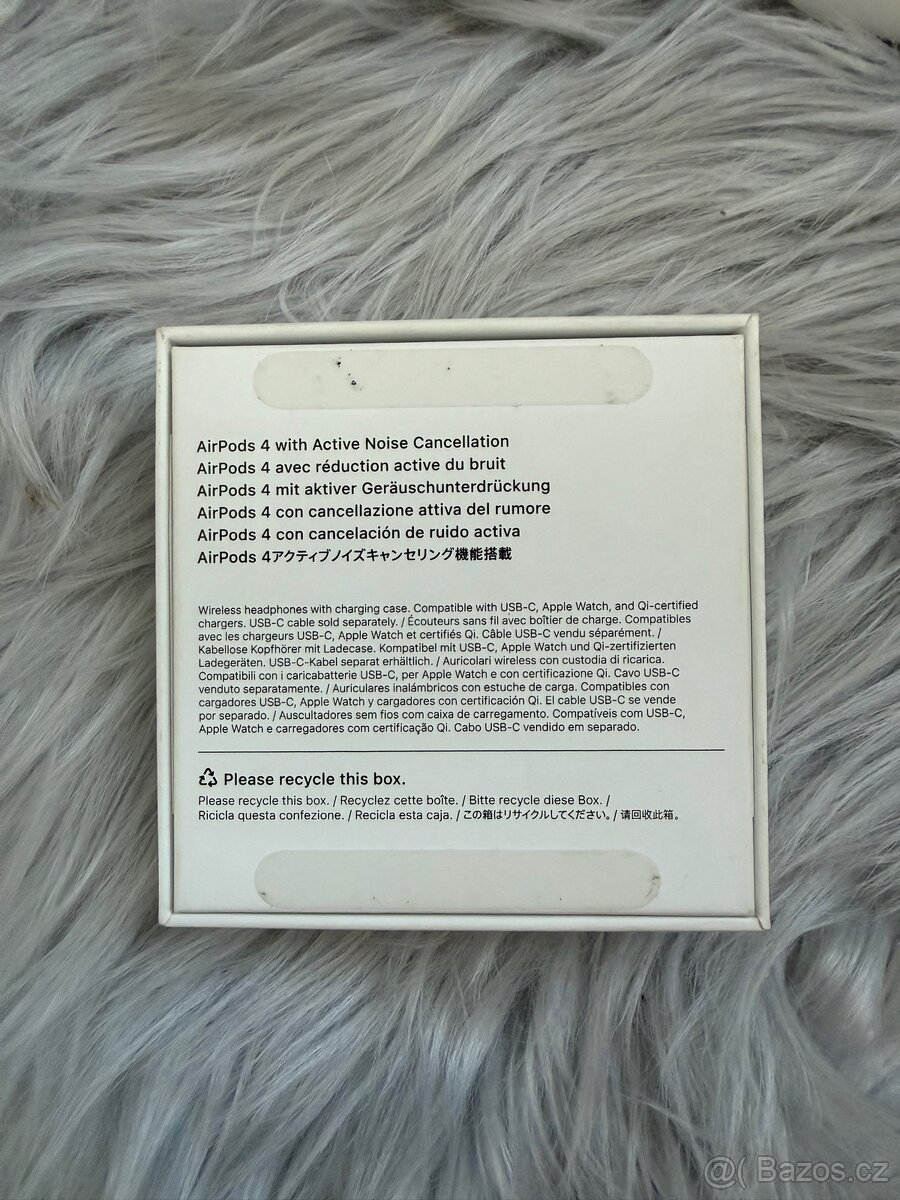 AirPods 4 with Active Noise Cancellation
AirPods 4 avec réduction active du bruit
AirPods 4 mit aktiver Geräuschunterdrückung
AirPods 4 con cancellazione attiva del rumore
AirPods 4 con cancelación de ruido activa
AirPods 4アクティブノイズキャンセリング機能搭載
Wireless headphones with charging case. Compatible with USB-C, Apple Watch, and Qi-certified
chargers. USB-C cable sold separately. / Écouteurs sans fil avec boîtier de charge. Compatibles
avec les chargeurs USB-C, Apple Watch et certifiés Qi. Câble USB-C vendu séparément. /
Kabellose Kopfhörer mit Ladecase. Kompatibel mit USB-C, Apple Watch und Qi-zertifizierten
Ladegeräten. USB-C-Kabel separat erhältlich. / Auricolari wireless con custodia di ricarica.
Compatibili con i caricabatterie USB-C, per Apple Watch e con certificazione Qi. Cavo USB-C
venduto separatamente. / Auriculares inalámbricos con estuche de carga. Compatibles con
cargadores USB-C, Apple Watch y cargadores con certificación Qi. El cable USB-C se vende
por separado. / Auscultadores sem fios com caixa de carregamento. Compatíveis com USB-C,
Apple Watch e carregadores com certificação Qi. Cabo USB-C vendido em separado.
Please recycle this box.
Please recycle this box. / Recyclez cette boîte. / Bitte recycle diese Box. /
Ricicla questa confezione. / Recicla esta caja. / この箱はリサイクルしてください。/ 请回收此箱。
@( Bazos.cz